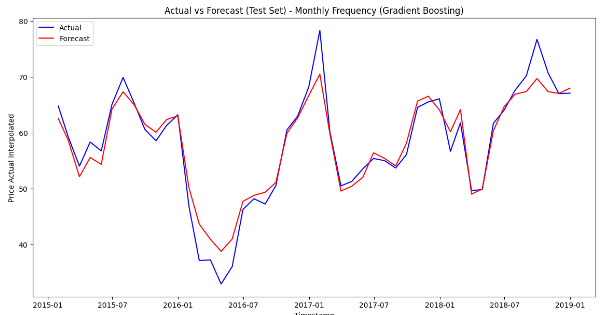 Actual vs Forecast (Test Set) - Monthly Frequency (Gradient Boosting)
Actual
Forecast
Price Actual Interpolated
80
70
60
50
40
2015-01 2015-07 2016-01 2016-07 2017-01 2017-07 2018-01 2018-07 2019-01